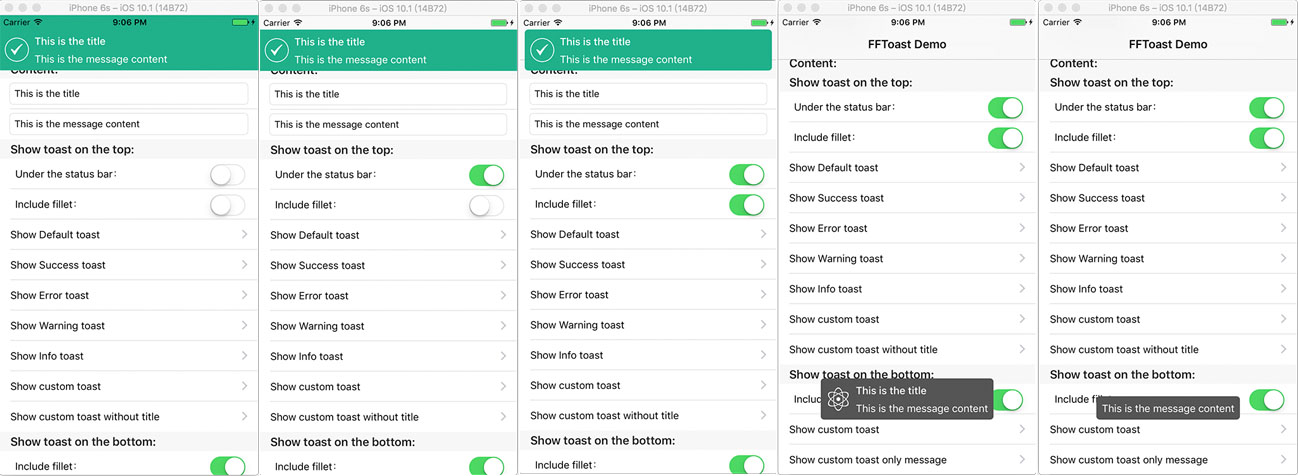 iPhone 6s – iOS 10.1 (14B72)
Carrier 9:06 PM
This is the title
This is the message content
Content:
This is the title
This is the message content
Show toast on the top:
Under the status bar:
Include fillet:
Show Default toast
Show Success toast
Show Error toast
Show Warning toast
Show Info toast
Show custom toast
Show custom toast without title
Show toast on the bottom:
Include fillet:
iPhone 6s – iOS 10.1 (14B72)
Carrier 9:06 PM
This is the title
This is the message content
Content:
This is the title
This is the message content
Show toast on the top:
Under the status bar:
Include fillet:
Show Default toast
Show Success toast
Show Error toast
Show Warning toast
Show Info toast
Show custom toast
Show custom toast without title
Show toast on the bottom:
Include fillet:
iPhone 6s – iOS 10.1 (14B72)
Carrier 9:06 PM
This is the title
This is the message content
Content:
This is the title
This is the message content
Show toast on the top:
Under the status bar:
Include fillet:
Show Default toast
Show Success toast
Show Error toast
Show Warning toast
Show Info toast
Show custom toast
Show custom toast without title
Show toast on the bottom:
Include fillet:
iPhone 6s – iOS 10.1 (14B72)
Carrier 9:06 PM
FFToast Demo
Content:
Show toast on the top:
Under the status bar:
Include fillet:
Show Default toast
Show Success toast
Show Error toast
Show Warning toast
Show Info toast
Show custom toast
Show custom toast without title
Show toast on the bottom:
This is the title
Includ
This is the message content
Show custom toast
Show custom toast only message
iPhone 6s – iOS 10.1 (14B72)
Carrier 9:06 PM
FFToast Demo
Content:
Show toast on the top:
Under the status bar:
Include fillet:
Show Default toast
Show Success toast
Show Error toast
Show Warning toast
Show Info toast
Show custom toast
Show custom toast without title
Show toast on the bottom:
Include fillet:
This is the message content
Show custom toast
Show custom toast only message